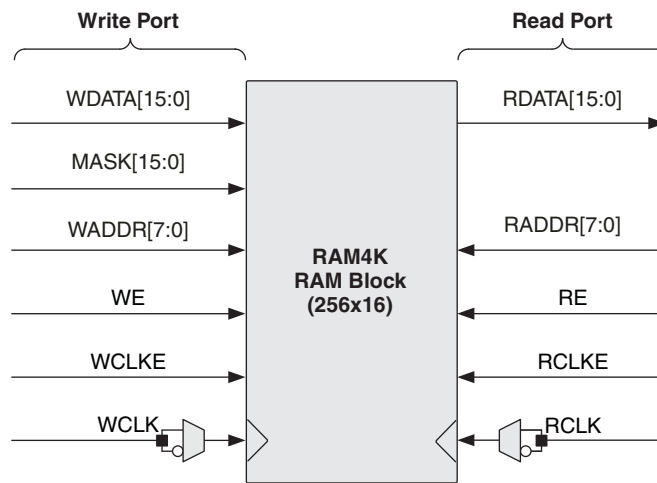 Write Port
Read Port
WDATA[15:0]
RDATA[15:0]
MASK[15:0]
WADDR[7:0]
RADDR[7:0]
RAM4K
RAM Block
(256x16)
WE
RE
WCLKE
RCLKE
WCLK
RCLK